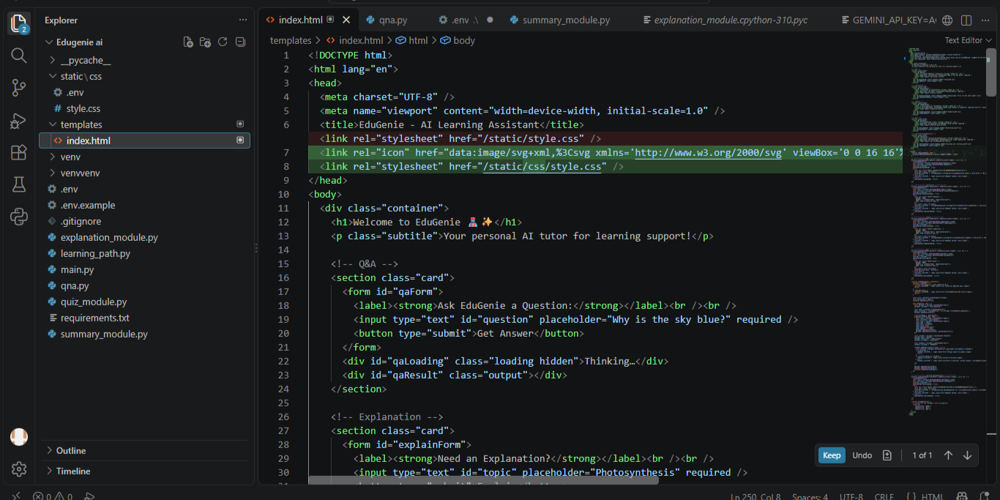 Explorer
index.html
qna.py
.env .\
summary_module.py
explanation_module.cpython-310.pyc
GEMINI_API_KEY=A
2
Edugenie ai
templates > index.html > html > body
Text Editor
__pycache__
static\css
.env
style.css
templates
index.html
venv
venvvenv
.env
.env.example
.gitignore
explanation_module.py
learning_path.py
main.py
qna.py
quiz_module.py
requirements.txt
summary_module.py
Outline
Timeline
1 <!DOCTYPE html>
2 <html lang="en">
3 <head>
4 <meta charset="UTF-8" />
5 <meta name="viewport" content="width=device-width, initial-scale=1.0" />
6 <title>EduGenie - AI Learning Assistant</title>
<link rel="stylesheet" href="/static/style.css" />
7 <link rel="icon" href="data:image/svg+xml,%3Csvg xmlns='http://www.w3.org/2000/svg' viewBox='0 0 16 16'%
8 <link rel="stylesheet" href="/static/css/style.css" />
9 </head>
10 <body>
11 <div class="container">
12 <h1>Welcome to EduGenie 🧞✨</h1>
13 <p class="subtitle">Your personal AI tutor for learning support!</p>
14
15 <!-- Q&A -->
16 <section class="card">
17 <form id="qaForm">
18 <label><strong>Ask EduGenie a Question:</strong></label><br /><br />
19 <input type="text" id="question" placeholder="Why is the sky blue?" required />
20 <button type="submit">Get Answer</button>
21 </form>
22 <div id="qaLoading" class="loading hidden">Thinking…</div>
23 <div id="qaResult" class="output"></div>
24 </section>
25
26 <!-- Explanation -->
27 <section class="card">
28 <form id="explainForm">
29 <label><strong>Need an Explanation?</strong></label><br /><br />
30 <input type="text" id="topic" placeholder="Photosynthesis" required />
Keep Undo 1 of 1
0 0
Ln 250, Col 8 Spaces: 4 UTF-8 CRLF {} HTML